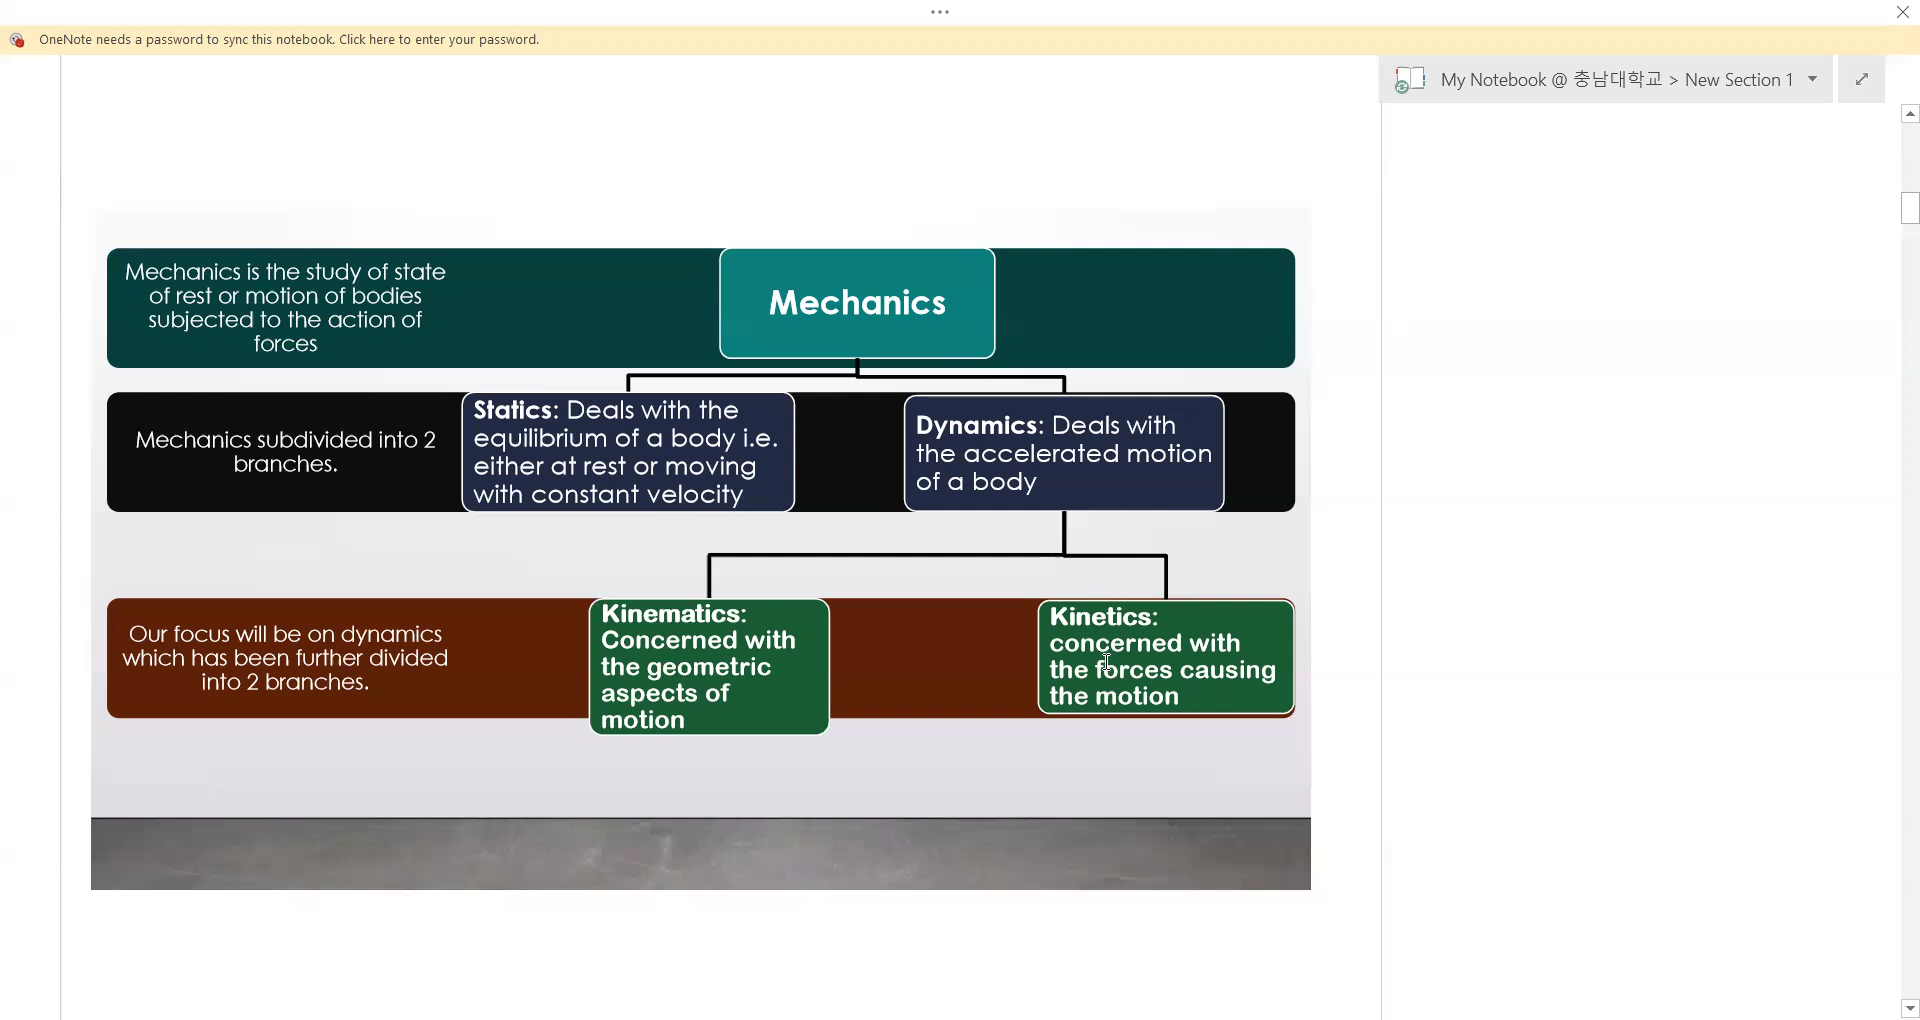 OneNote needs a password to sync this notebook. Click here to enter your password.
My Notebook @ 충남대학교 > New Section 1
Mechanics is the study of state
of rest or motion of bodies
subjected to the action of
forces
Mechanics
Mechanics subdivided into 2
branches.
Statics: Deals with the
equilibrium of a body i.e.
either at rest or moving
with constant velocity
Dynamics: Deals with
the accelerated motion
of a body
Our focus will be on dynamics
which has been further divided
into 2 branches.
Kinematics:
Concerned with
the geometric
aspects of
motion
Kinetics:
concerned with
the forces causing
the motion